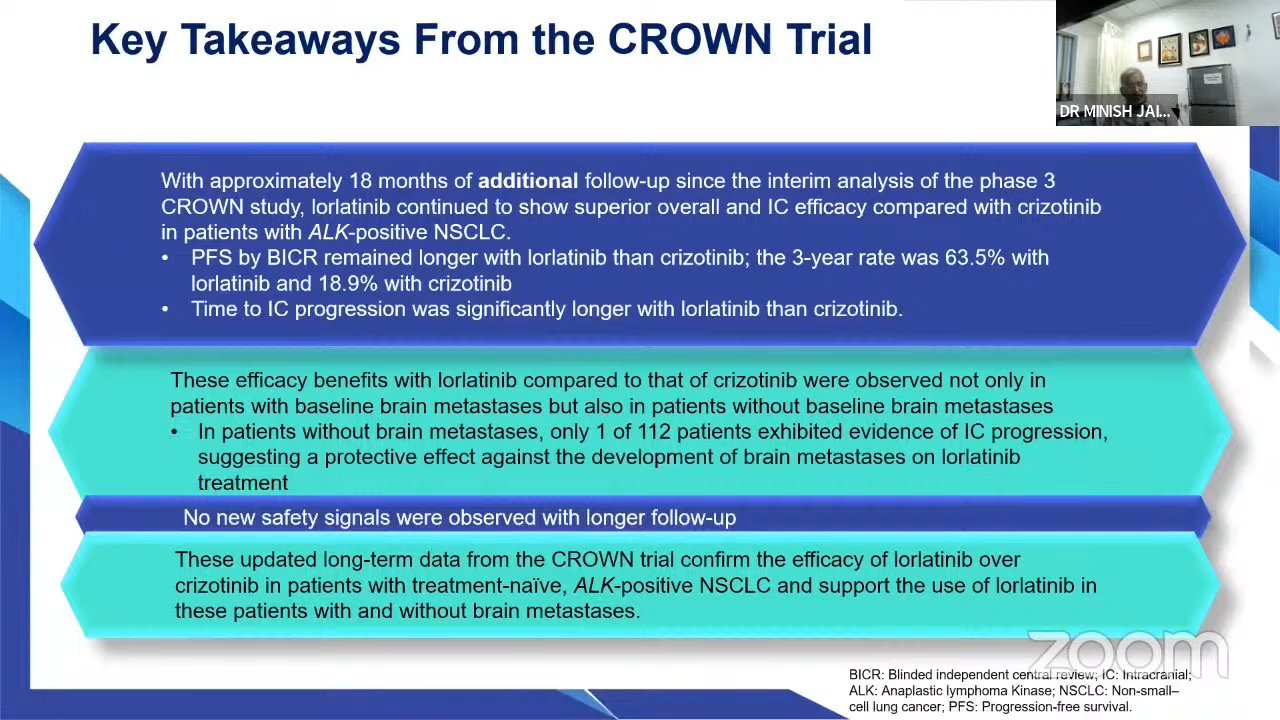 Key Takeaways From the CROWN Trial
DR MINISH JAI...
With approximately 18 months of additional follow-up since the interim analysis of the phase 3
CROWN study, lorlatinib continued to show superior overall and IC efficacy compared with crizotinib
in patients with ALK-positive NSCLC.
• PFS by BICR remained longer with lorlatinib than crizotinib; the 3-year rate was 63.5% with
lorlatinib and 18.9% with crizotinib
• Time to IC progression was significantly longer with lorlatinib than crizotinib.
These efficacy benefits with lorlatinib compared to that of crizotinib were observed not only in
patients with baseline brain metastases but also in patients without baseline brain metastases
• In patients without brain metastases, only 1 of 112 patients exhibited evidence of IC progression,
suggesting a protective effect against the development of brain metastases on lorlatinib
treatment
No new safety signals were observed with longer follow-up
These updated long-term data from the CROWN trial confirm the efficacy of lorlatinib over
crizotinib in patients with treatment-naïve, ALK-positive NSCLC and support the use of lorlatinib in
these patients with and without brain metastases.
zoom
BICR: Blinded independent central review; IC: Intracranial;
ALK: Anaplastic lymphoma Kinase; NSCLC: Non-small–
cell lung cancer; PFS: Progression-free survival.